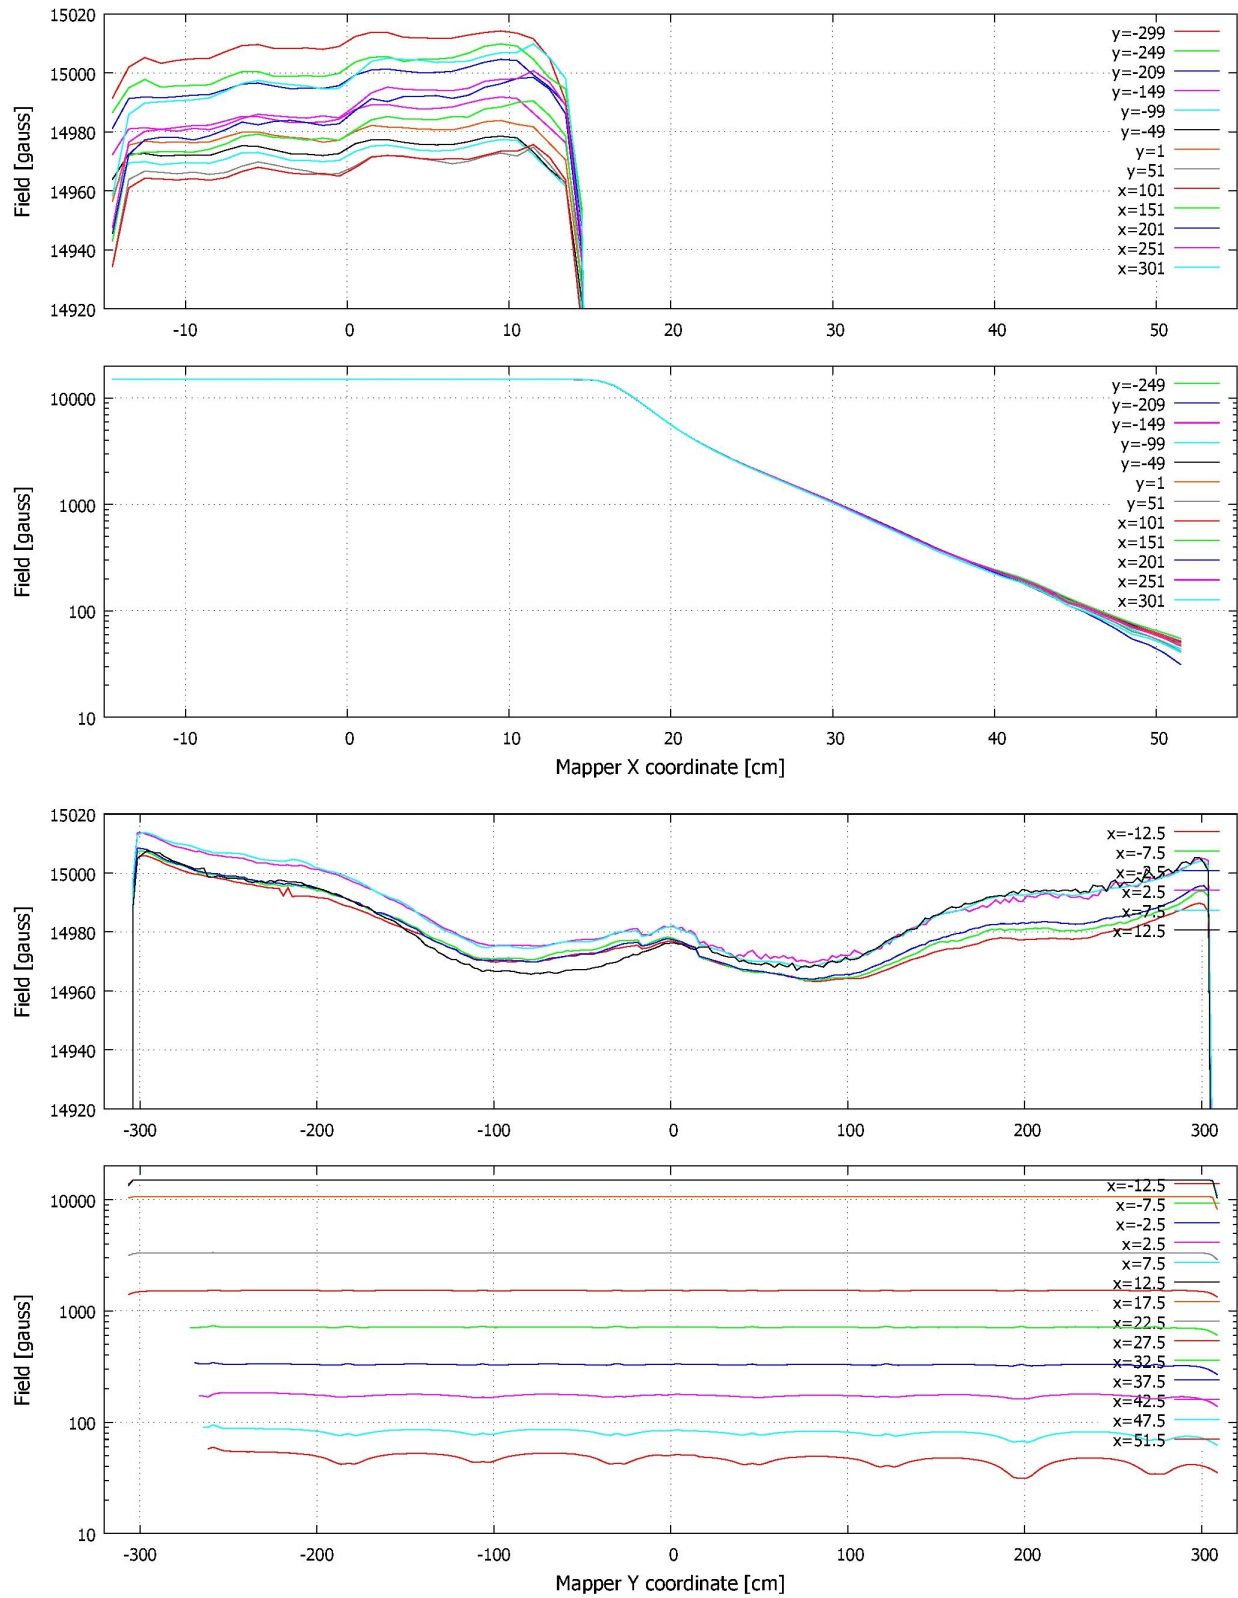 15020
15000
14980
14960
14940
14920
Field [gauss]
y=-299
y=-249
y=-209
y=-149
y=-99
y=-49
y=1
y=51
x=101
x=151
x=201
x=251
x=301
-10 0 10 20 30 40 50
10000
1000
100
10
Field [gauss]
y=-249
y=-209
y=-149
y=-99
y=-49
y=1
y=51
x=101
x=151
x=201
x=251
x=301
-10 0 10 20 30 40 50
Mapper X coordinate [cm]
15020
15000
14980
14960
14940
14920
Field [gauss]
x=-12.5
x=-7.5
x=-2.5
x=2.5
x=7.5
x=12.5
-300 -200 -100 0 100 200 300
10000
1000
100
10
Field [gauss]
x=-12.5
x=-7.5
x=-2.5
x=2.5
x=7.5
x=12.5
x=17.5
x=22.5
x=27.5
x=32.5
x=37.5
x=42.5
x=47.5
x=51.5
-300 -200 -100 0 100 200 300
Mapper Y coordinate [cm]